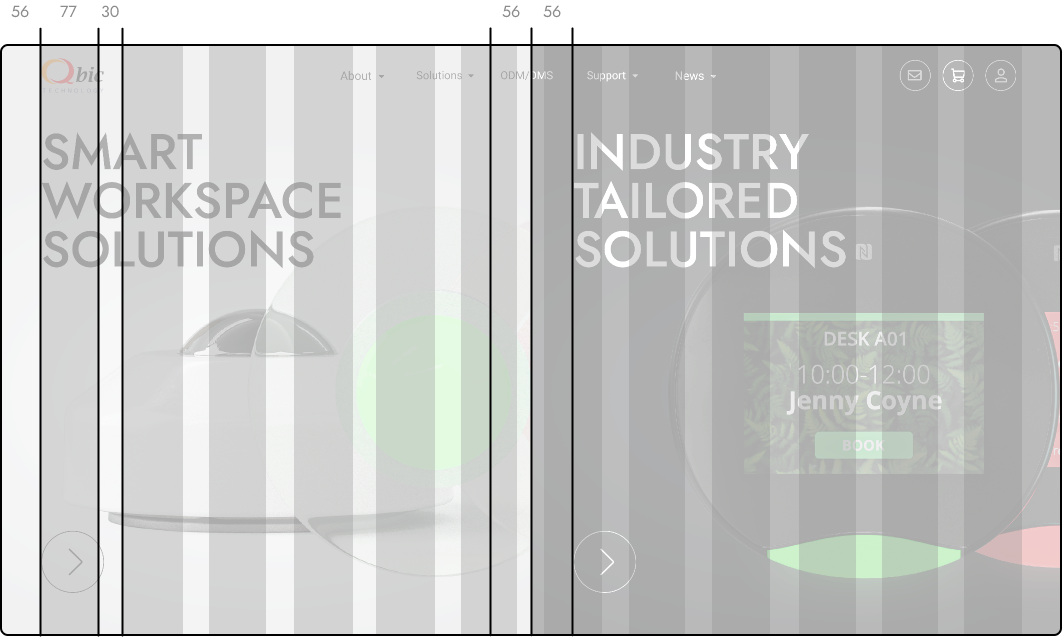 56 77 30 56 56
Qbic
TECHNOLOGY
About Solutions ODM/OMS Support News
SMART
WORKSPACE
SOLUTIONS
INDUSTRY
TAILORED
SOLUTIONS
DESK A01
10:00-12:00
Jenny Coyne
BOOK